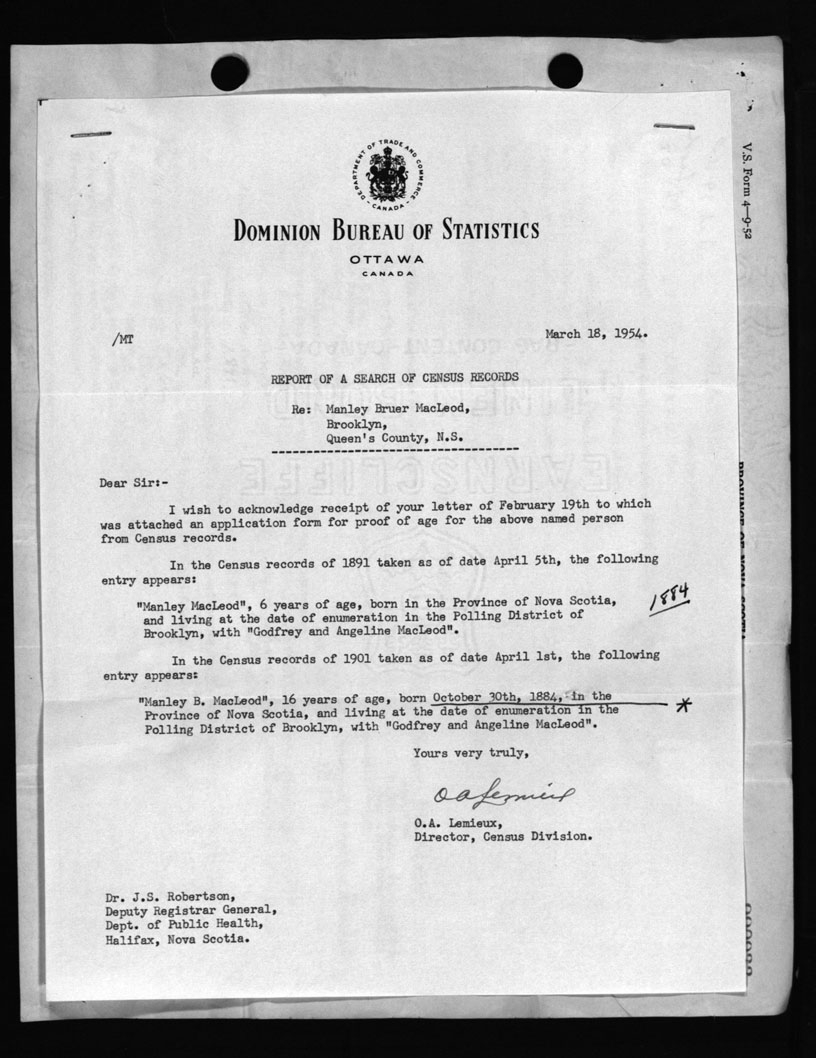 DEPARTMENT OF TRADE AND COMMERCE
CANADA
DOMINION BUREAU OF STATISTICS
OTTAWA
CANADA
V.S. Form 4—9-52
/MT
March 18, 1954.
REPORT OF A SEARCH OF CENSUS RECORDS
Re: Manley Bruer MacLeod,
Brooklyn,
Queen's County, N.S.
Dear Sir:-
I wish to acknowledge receipt of your letter of February 19th to which
was attached an application form for proof of age for the above named person
from Census records.
In the Census records of 1891 taken as of date April 5th, the following
entry appears:
"Manley MacLeod", 6 years of age, born in the Province of Nova Scotia,
and living at the date of enumeration in the Polling District of
Brooklyn, with "Godfrey and Angeline MacLeod".
1884
In the Census records of 1901 taken as of date April 1st, the following
entry appears:
"Manley B. MacLeod", 16 years of age, born October 30th, 1884, in the
Province of Nova Scotia, and living at the date of enumeration in the
Polling District of Brooklyn, with "Godfrey and Angeline MacLeod".
*
Yours very truly,
O A Lemieux
O.A. Lemieux,
Director, Census Division.
Dr. J.S. Robertson,
Deputy Registrar General,
Dept. of Public Health,
Halifax, Nova Scotia.